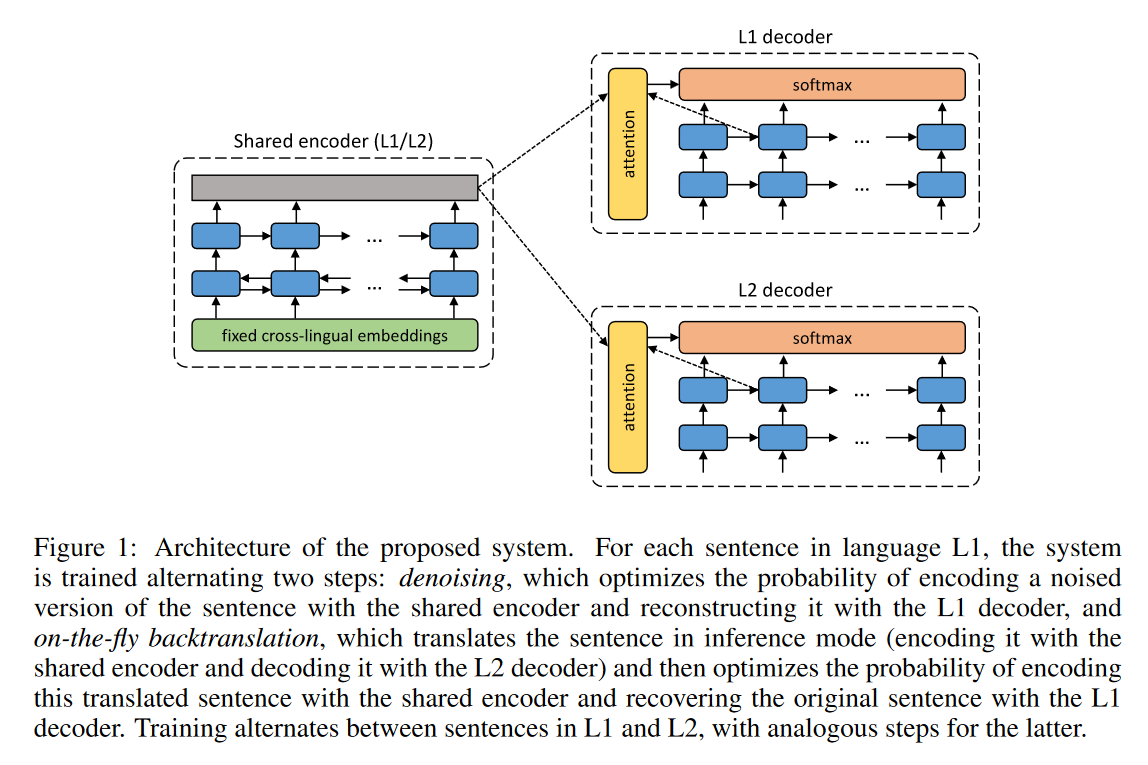 L1 decoder
softmax
attention
...
...
Shared encoder (L1/L2)
...
...
fixed cross-lingual embeddings
L2 decoder
softmax
attention
...
...
Figure 1: Architecture of the proposed system. For each sentence in language L1, the system
is trained alternating two steps: denoising, which optimizes the probability of encoding a noised
version of the sentence with the shared encoder and reconstructing it with the L1 decoder, and
on-the-fly backtranslation, which translates the sentence in inference mode (encoding it with the
shared encoder and decoding it with the L2 decoder) and then optimizes the probability of encoding
this translated sentence with the shared encoder and recovering the original sentence with the L1
decoder. Training alternates between sentences in L1 and L2, with analogous steps for the latter.